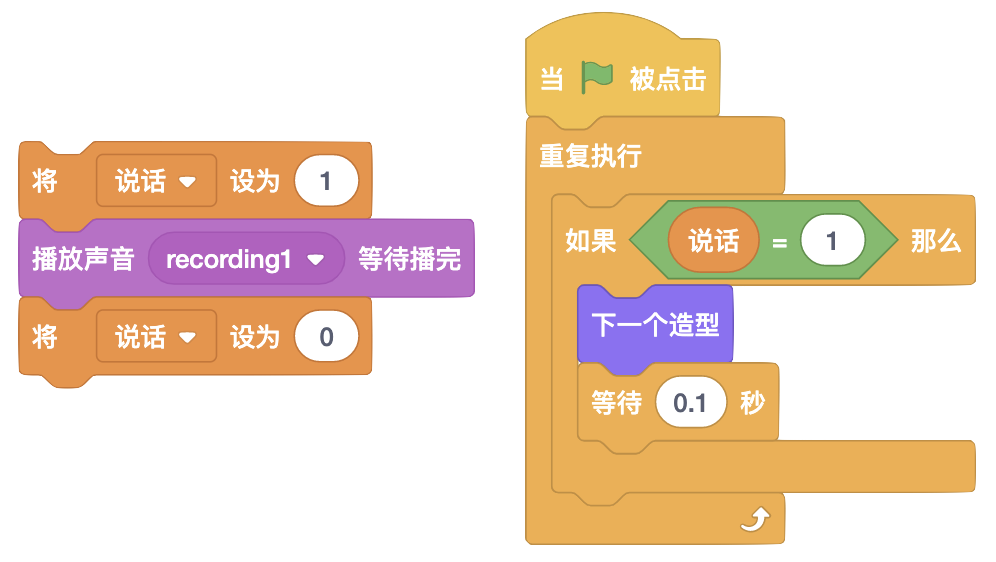 将 说话 设为 1
播放声音 recording1 等待播完
将 说话 设为 0
当 被点击
重复执行
如果 说话 = 1 那么
下一个造型
等待 0.1 秒